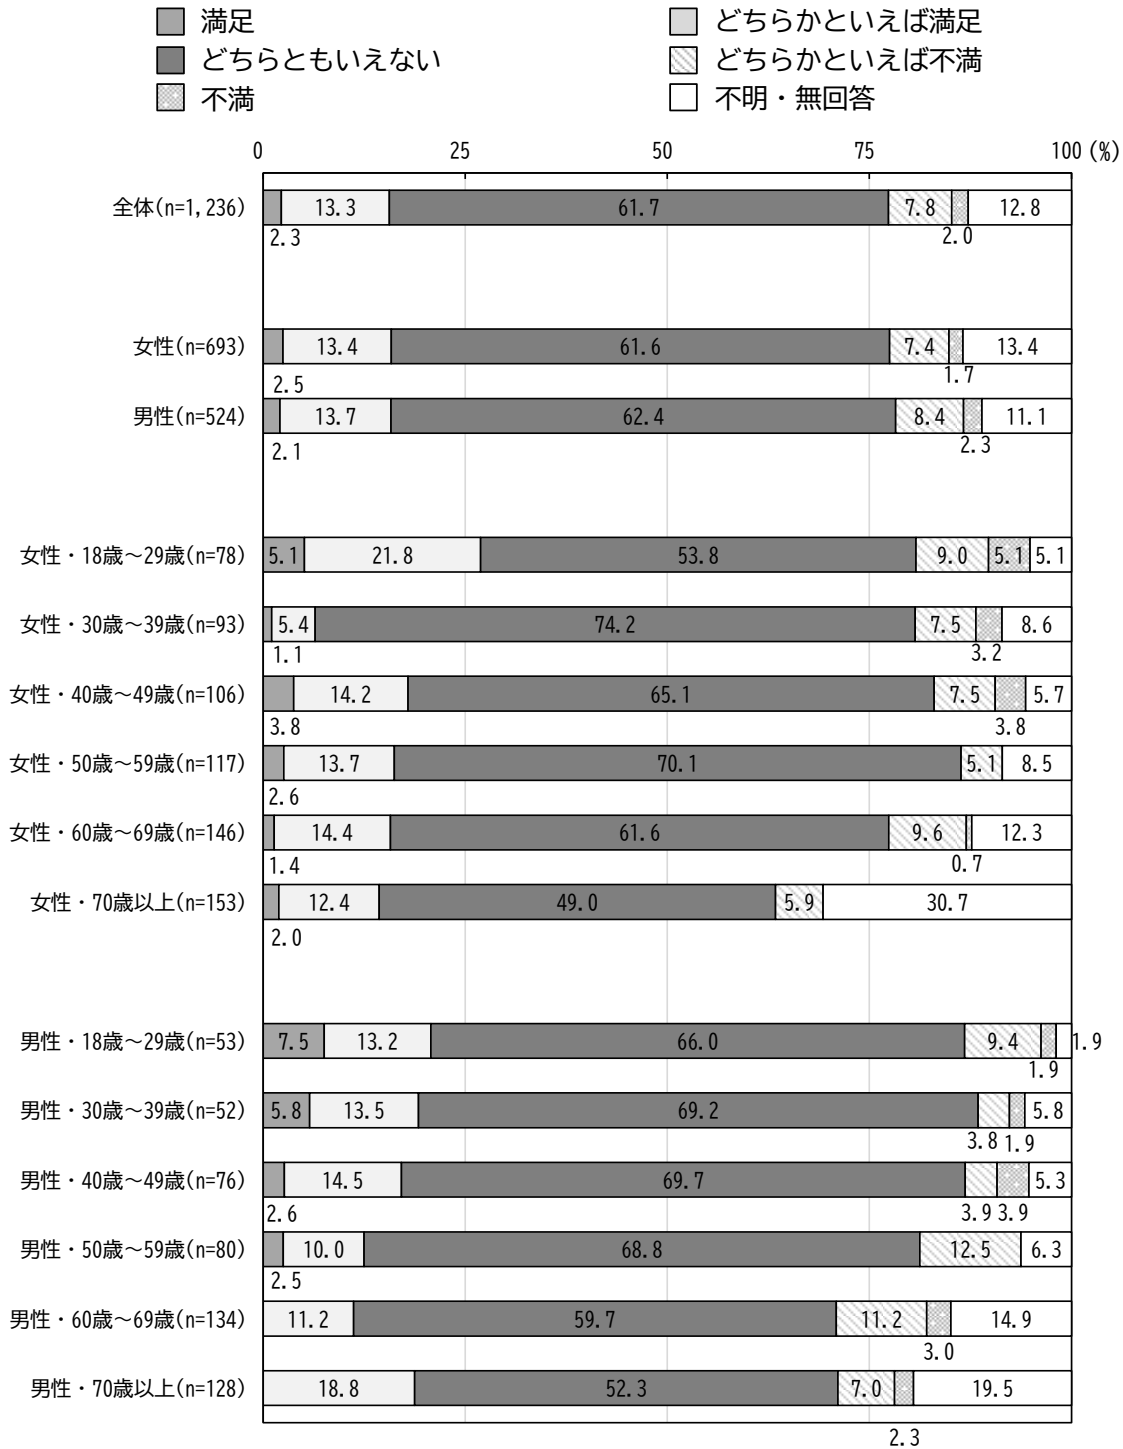 満足 どちらかといえば満足
どちらともいえない どちらかといえば不満
不満 不明・無回答
0 25 50 75 100 (%)
全体(n=1,236) 13.3 61.7 7.8 12.8
2.3 2.0
女性(n=693) 13.4 61.6 7.4 13.4
2.5 1.7
男性(n=524) 13.7 62.4 8.4 11.1
2.1 2.3
女性・18歳～29歳(n=78) 5.1 21.8 53.8 9.0 5.1 5.1
女性・30歳～39歳(n=93) 5.4 74.2 7.5 8.6
1.1 3.2
女性・40歳～49歳(n=106) 14.2 65.1 7.5 5.7
3.8 3.8
女性・50歳～59歳(n=117) 13.7 70.1 5.1 8.5
2.6
女性・60歳～69歳(n=146) 14.4 61.6 9.6 12.3
1.4 0.7
女性・70歳以上(n=153) 12.4 49.0 5.9 30.7
2.0
男性・18歳～29歳(n=53) 7.5 13.2 66.0 9.4 1.9
1.9
男性・30歳～39歳(n=52) 5.8 13.5 69.2 5.8
3.8 1.9
男性・40歳～49歳(n=76) 14.5 69.7 5.3
2.6 3.9 3.9
男性・50歳～59歳(n=80) 10.0 68.8 12.5 6.3
2.5
男性・60歳～69歳(n=134) 11.2 59.7 11.2 14.9
3.0
男性・70歳以上(n=128) 18.8 52.3 7.0 19.5
2.3